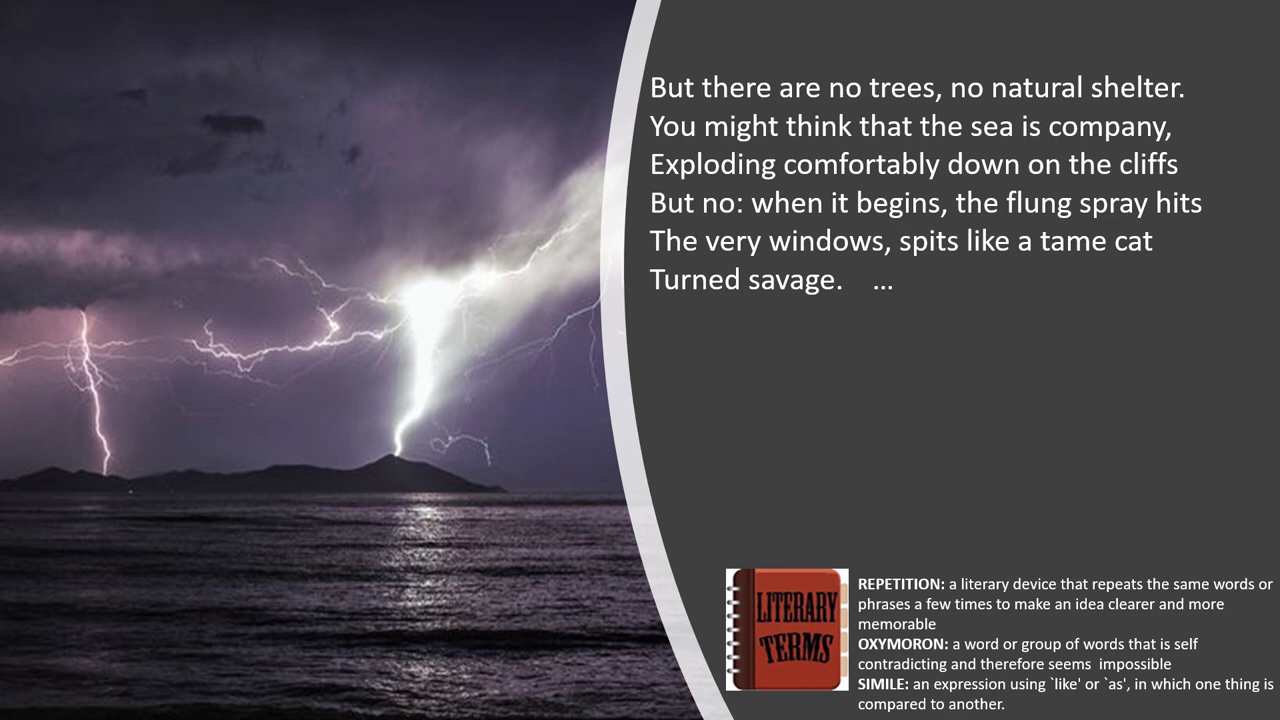 But there are no trees, no natural shelter.
You might think that the sea is company,
Exploding comfortably down on the cliffs
But no: when it begins, the flung spray hits
The very windows, spits like a tame cat
Turned savage. ...
LITERARY
TERMS
REPETITION: a literary device that repeats the same words or
phrases a few times to make an idea clearer and more
memorable
OXYMORON: a word or group of words that is self
contradicting and therefore seems impossible
SIMILE: an expression using `like' or `as', in which one thing is
compared to another.